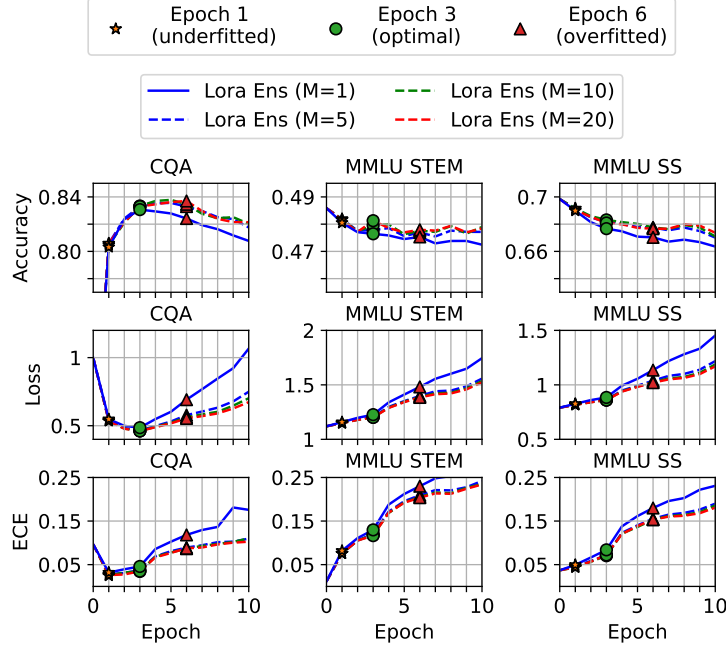 Epoch 1 Epoch 3 Epoch 6
(underfitted) (optimal) (overfitted)
Lora Ens (M=1) Lora Ens (M=10)
Lora Ens (M=5) Lora Ens (M=20)
CQA MMLU STEM MMLU SS
Accuracy
0.84 0.49 0.7
0.80 0.47 0.66
CQA MMLU STEM MMLU SS
Loss
2 1.5
1 1.5 1
0.5 1 0.5
CQA MMLU STEM MMLU SS
ECE
0.25 0.25 0.25
0.15 0.15 0.15
0.05 0.05 0.05
0 5 10 0 5 10 0 5 10
Epoch Epoch Epoch